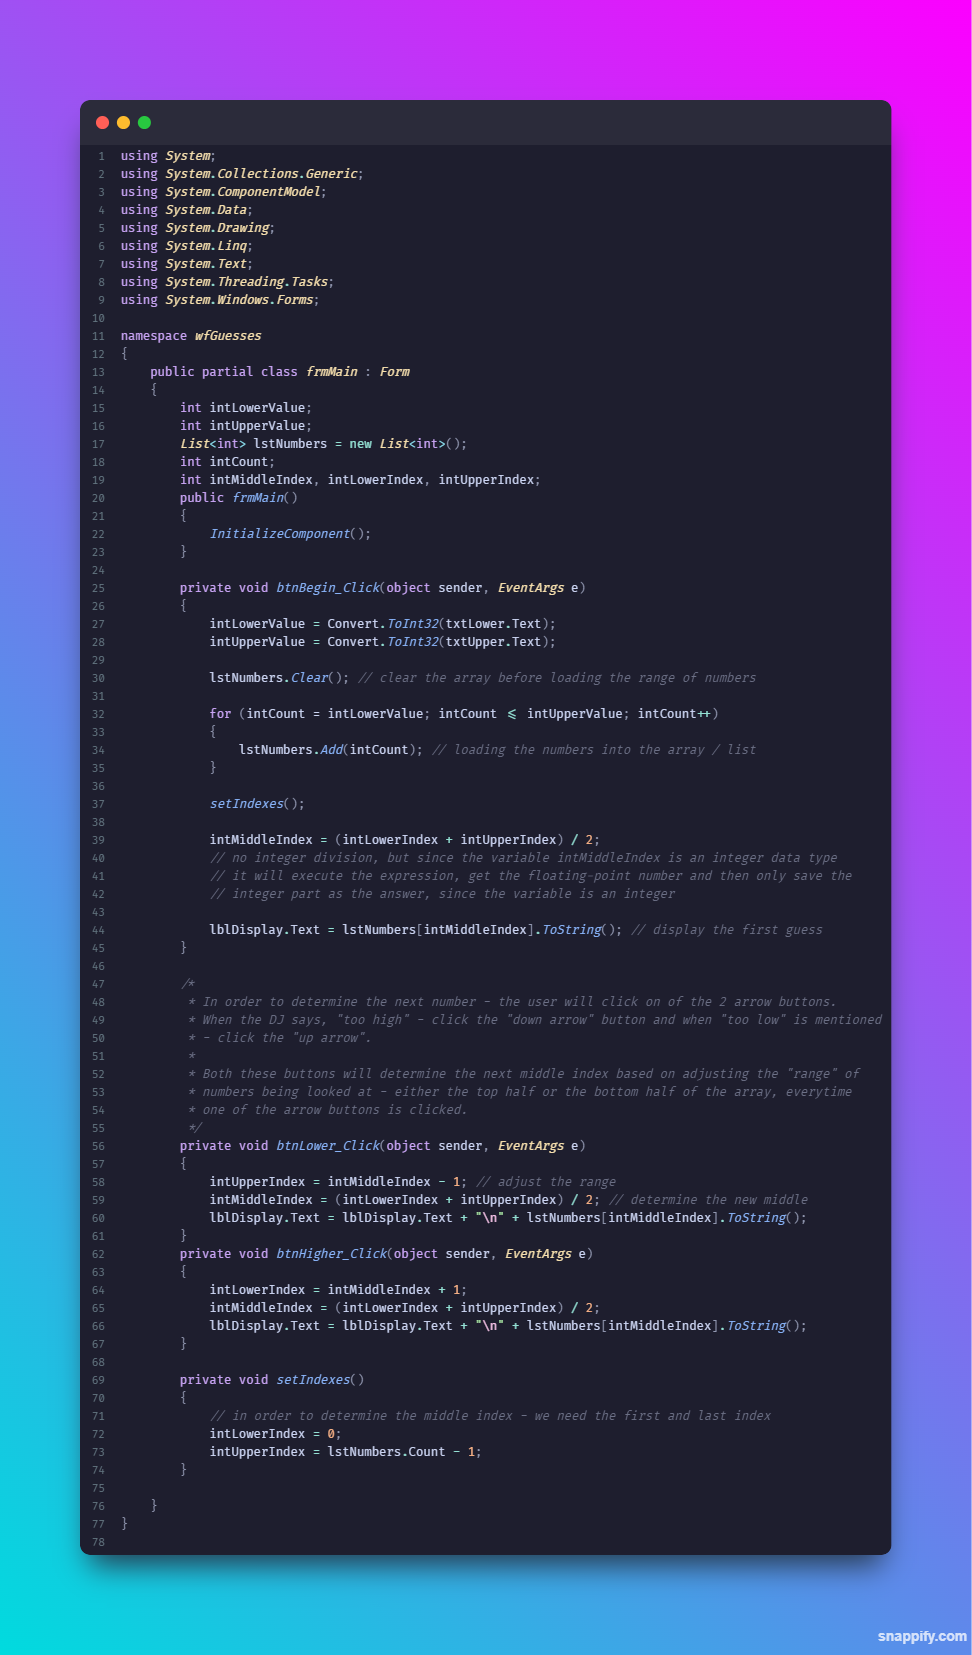 1 using System;
2 using System.Collections.Generic;
3 using System.ComponentModel;
4 using System.Data;
5 using System.Drawing;
6 using System.Linq;
7 using System.Text;
8 using System.Threading.Tasks;
9 using System.Windows.Forms;
10
11 namespace wfGuesses
12 {
13     public partial class frmMain : Form
14     {
15         int intLowerValue;
16         int intUpperValue;
17         List<int> lstNumbers = new List<int>();
18         int intCount;
19         int intMiddleIndex, intLowerIndex, intUpperIndex;
20         public frmMain()
21         {
22             InitializeComponent();
23         }
24
25         private void btnBegin_Click(object sender, EventArgs e)
26         {
27             intLowerValue = Convert.ToInt32(txtLower.Text);
28             intUpperValue = Convert.ToInt32(txtUpper.Text);
29
30             lstNumbers.Clear(); // clear the array before loading the range of numbers
31
32             for (intCount = intLowerValue; intCount <= intUpperValue; intCount++)
33             {
34                 lstNumbers.Add(intCount); // loading the numbers into the array / list
35             }
36
37             setIndexes();
38
39             intMiddleIndex = (intLowerIndex + intUpperIndex) / 2;
40             // no integer division, but since the variable intMiddleIndex is an integer data type
41             // it will execute the expression, get the floating-point number and then only save the
42             // integer part as the answer, since the variable is an integer
43
44             lblDisplay.Text = lstNumbers[intMiddleIndex].ToString(); // display the first guess
45         }
46
47         /*
48          * In order to determine the next number - the user will click on of the 2 arrow buttons.
49          * When the DJ says, "too high" - click the "down arrow" button and when "too low" is mentioned
50          * - click the "up arrow".
51          *
52          * Both these buttons will determine the next middle index based on adjusting the "range" of
53          * numbers being looked at - either the top half or the bottom half of the array, everytime
54          * one of the arrow buttons is clicked.
55          */
56         private void btnLower_Click(object sender, EventArgs e)
57         {
58             intUpperIndex = intMiddleIndex - 1; // adjust the range
59             intMiddleIndex = (intLowerIndex + intUpperIndex) / 2; // determine the new middle
60             lblDisplay.Text = lblDisplay.Text + "\n" + lstNumbers[intMiddleIndex].ToString();
61         }
62         private void btnHigher_Click(object sender, EventArgs e)
63         {
64             intLowerIndex = intMiddleIndex + 1;
65             intMiddleIndex = (intLowerIndex + intUpperIndex) / 2;
66             lblDisplay.Text = lblDisplay.Text + "\n" + lstNumbers[intMiddleIndex].ToString();
67         }
68
69         private void setIndexes()
70         {
71             // in order to determine the middle index - we need the first and last index
72             intLowerIndex = 0;
73             intUpperIndex = lstNumbers.Count - 1;
74         }
75
76     }
77 }
78
snappify.com